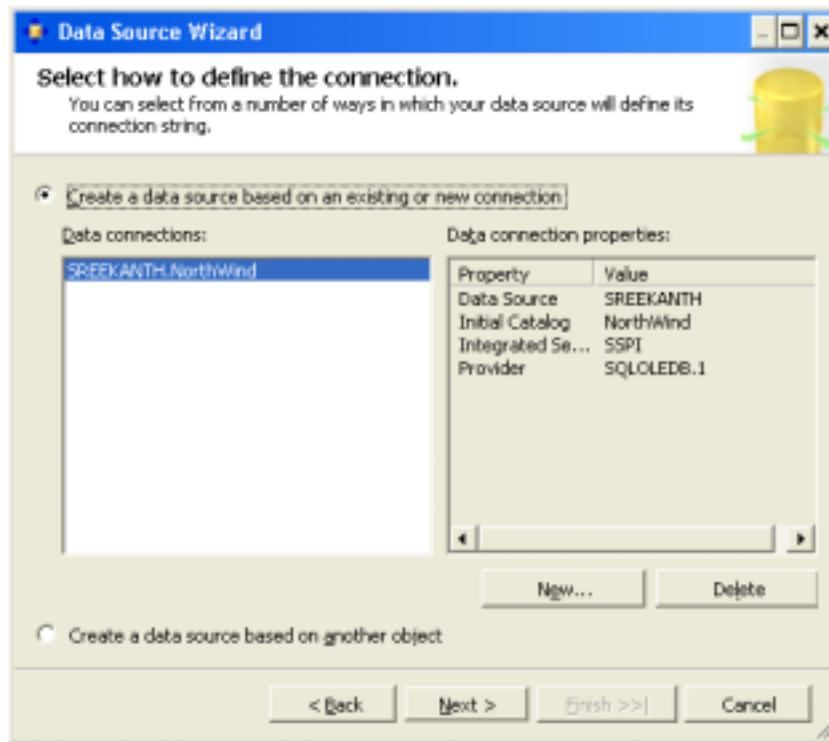 Data Source Wizard
Select how to define the connection.
You can select from a number of ways in which your data source will define its
connection string.
Create a data source based on an existing or new connection
Data connections:
Data connection properties:
SREEKANTH.NorthWind
Property Value
Data Source SREEKANTH
Initial Catalog NorthWind
Integrated Se... SSPI
Provider SQLOLEDB.1
New...
Delete
Create a data source based on another object
< Back
Next >
Finish >>|
Cancel